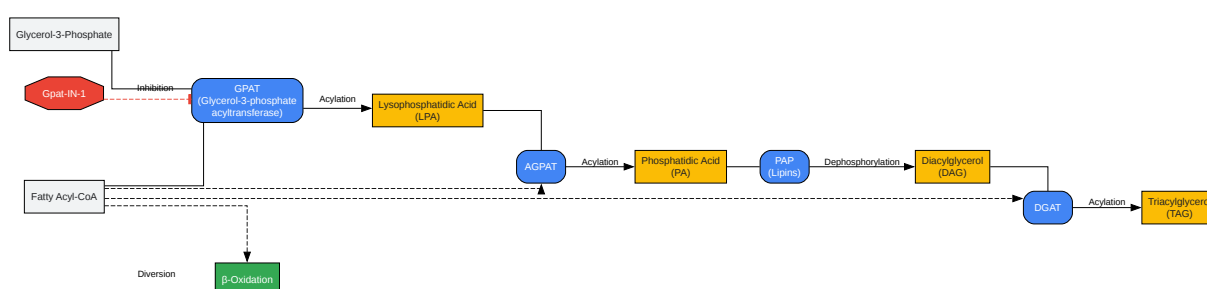 Glycerol-3-Phosphate
Gpat-IN-1
Inhibition
GPAT
(Glycerol-3-phosphate
acyltransferase)
Acylation
Lysophosphatidic Acid
(LPA)
AGPAT
Acylation
Phosphatidic Acid
(PA)
PAP
(Lipins)
Dephosphorylation
Diacylglycerol
(DAG)
Fatty Acyl-CoA
DGAT
Acylation
Triacylglycerol
(TAG)
Diversion
β-Oxidation